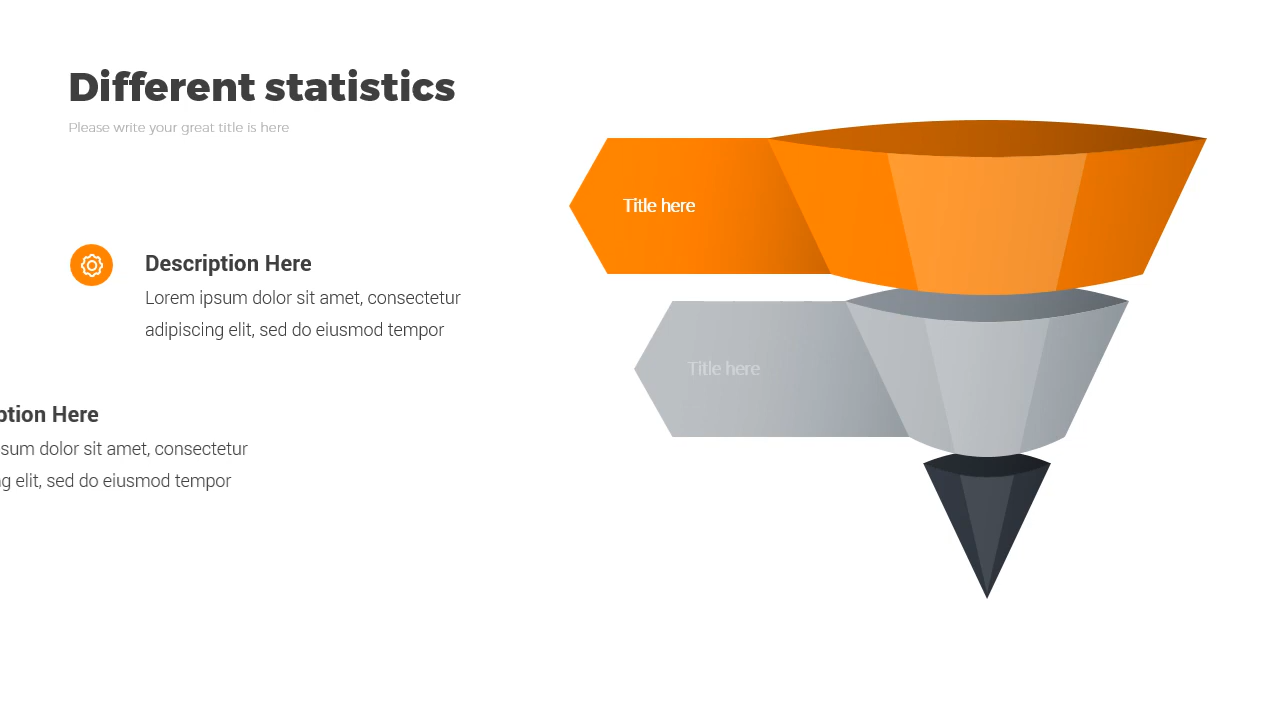 Different statistics
Please write your great title is here
Title here
Description Here
Lorem ipsum dolor sit amet, consectetur
adipiscing elit, sed do eiusmod tempor
Title here
ption Here
sum dolor sit amet, consectetur
g elit, sed do eiusmod tempor